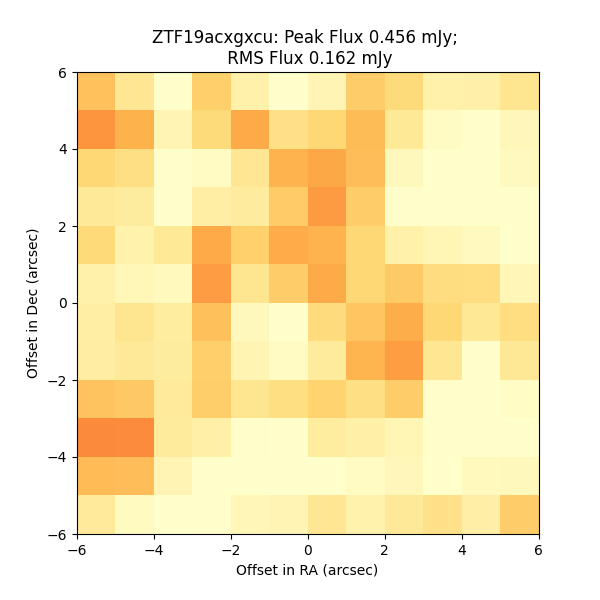 ZTF19acxgxcu: Peak Flux 0.456 mJy;
RMS Flux 0.162 mJy
6
4
2
0
−2
−4
−6
Offset in Dec (arcsec)
−6 −4 −2 0 2 4 6
Offset in RA (arcsec)